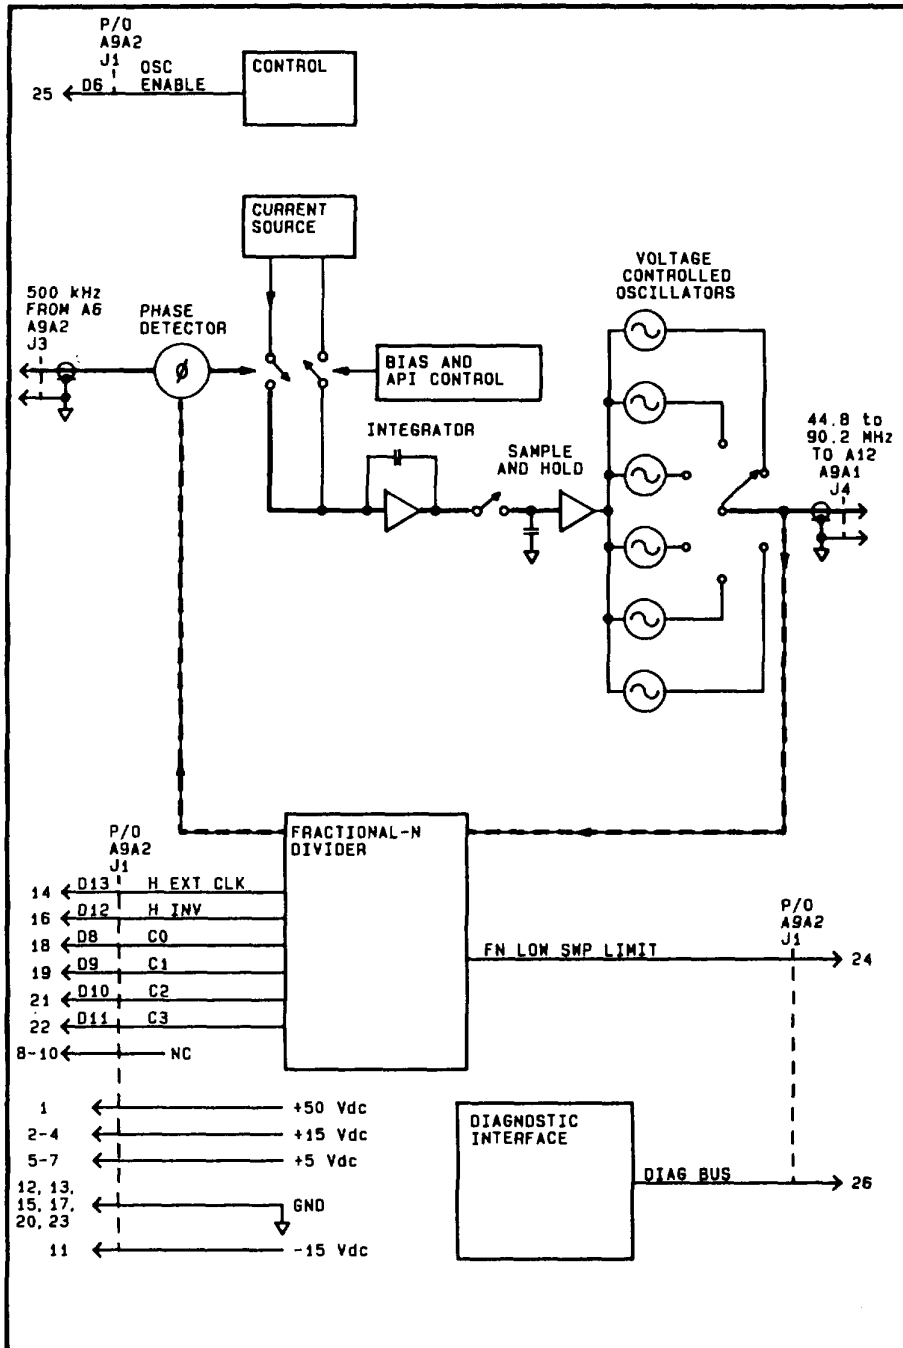 P/O
A9A2
J1
25
D6
OSC
ENABLE
CONTROL
CURRENT
SOURCE
VOLTAGE
CONTROLLED
OSCILLATORS
500 kHz
FROM A6
A9A2
J3
PHASE
DETECTOR
ø
BIAS AND
API CONTROL
INTEGRATOR
SAMPLE
AND HOLD
44.8 to
90.2 MHz
TO A12
A9A1
J4
P/O
A9A2
J1
FRACTIONAL-N
DIVIDER
14 D13 H EXT CLK
16 D12 H INV
18 D8 C0
19 D9 C1
21 D10 C2
22 D11 C3
8-10 NC
FN LOW SWP LIMIT
P/O
A9A2
J1
24
1 +50 Vdc
2-4 +15 Vdc
5-7 +5 Vdc
12, 13,
15, 17,
20, 23
GND
11 -15 Vdc
DIAGNOSTIC
INTERFACE
DIAG BUS
26